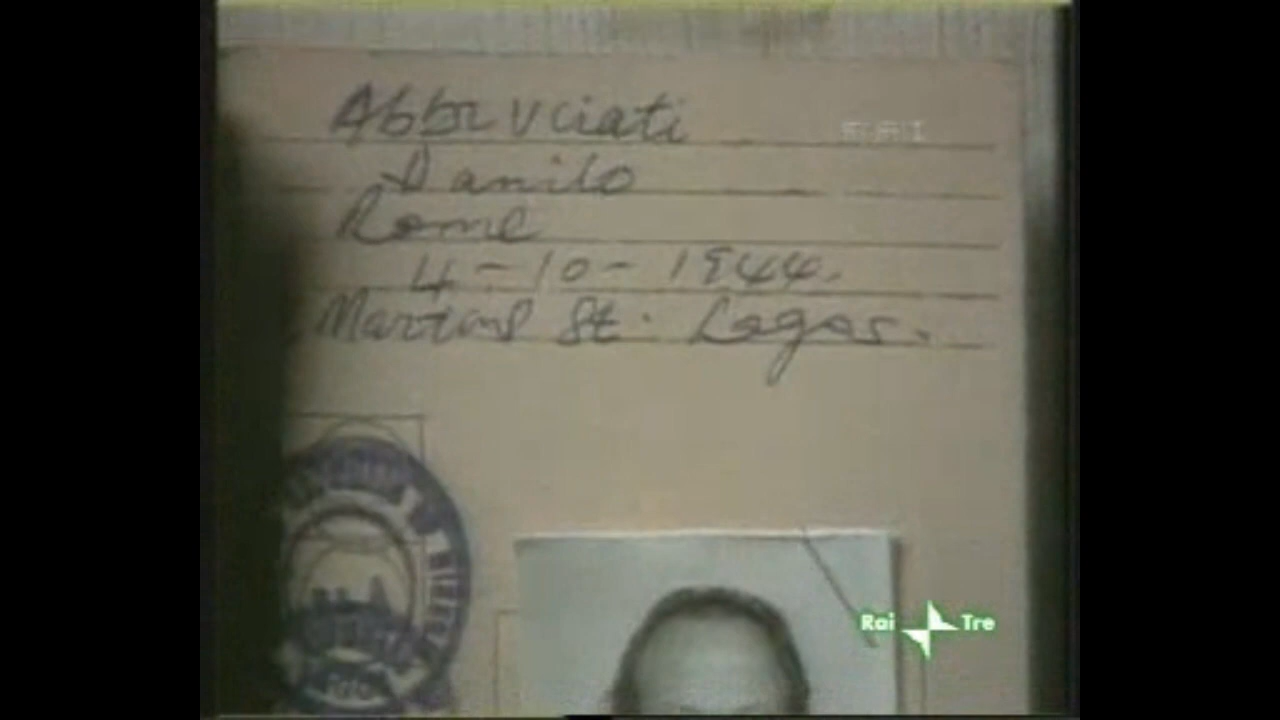 Abbruciati
Danilo
Rome
4-10-1944.
Martins St. Lagos.
Rai Tre